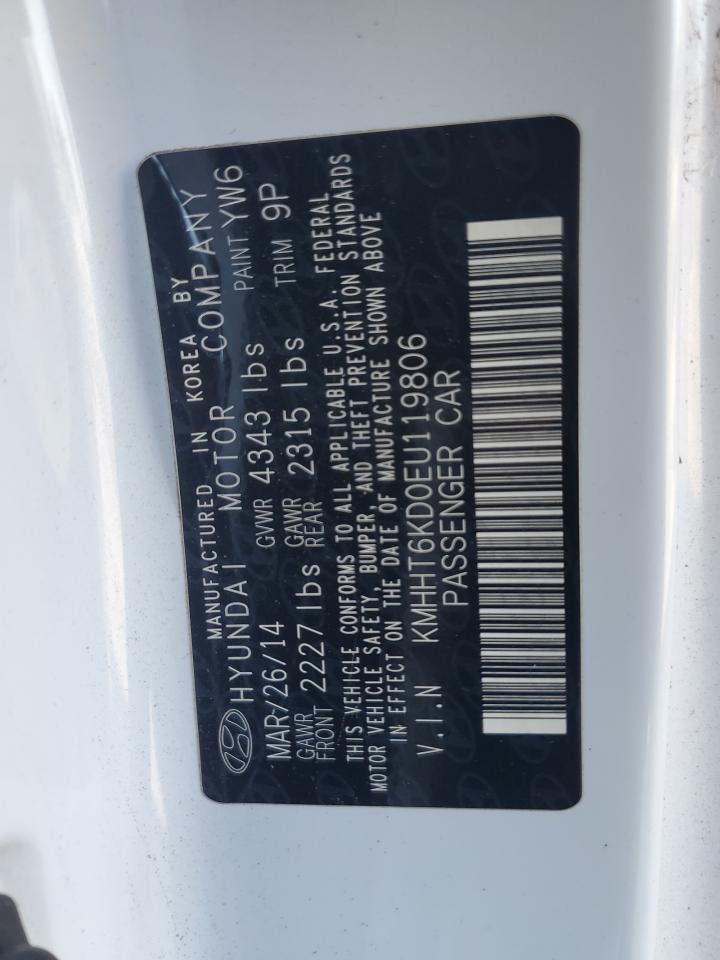 MANUFACTURED IN KOREA BY
HYUNDAI MOTOR COMPANY
MAR/26/14 GVWR 4343 lbs PAINT YW6
GAWR FRONT 2227 lbs GAWR REAR 2315 lbs TRIM 9P
THIS VEHICLE CONFORMS TO ALL APPLICABLE U.S.A. FEDERAL
MOTOR VEHICLE SAFETY, BUMPER, AND THEFT PREVENTION STANDARDS
IN EFFECT ON THE DATE OF MANUFACTURE SHOWN ABOVE
V.I.N KMHHT6KD0EU119806
PASSENGER CAR